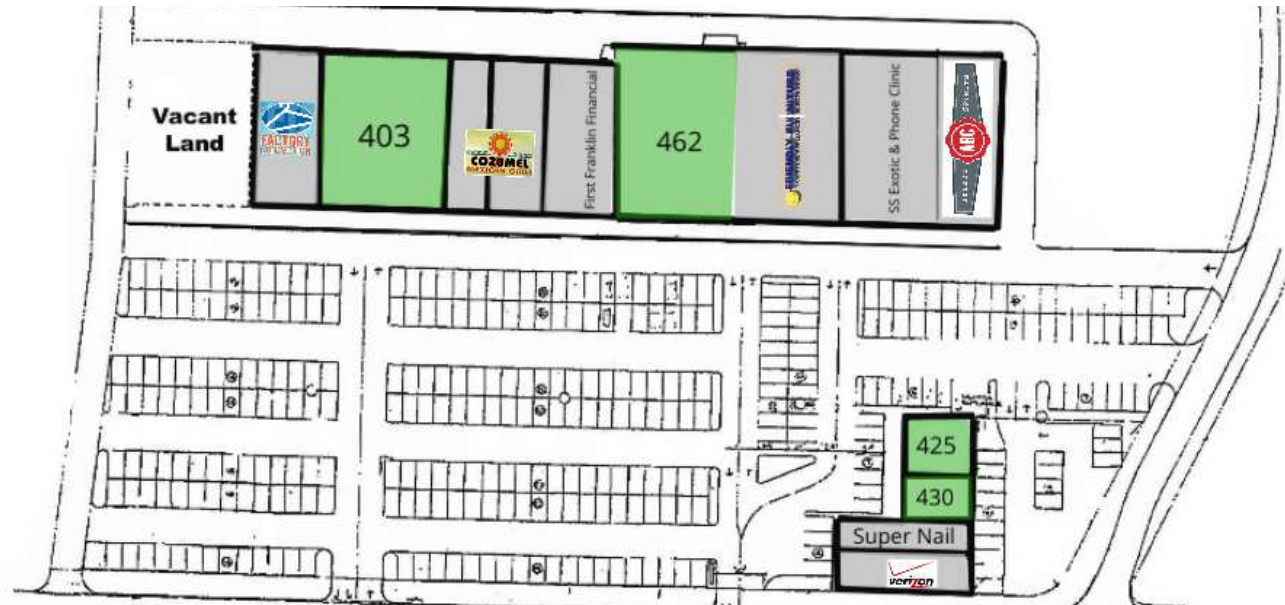 Vacant
Land
FACTORY
403
COZUMEL
MEXICAN GRILL
First Franklin Financial
462
SS Exotic & Phone Clinic
ABC
425
430
Super Nail
verizon